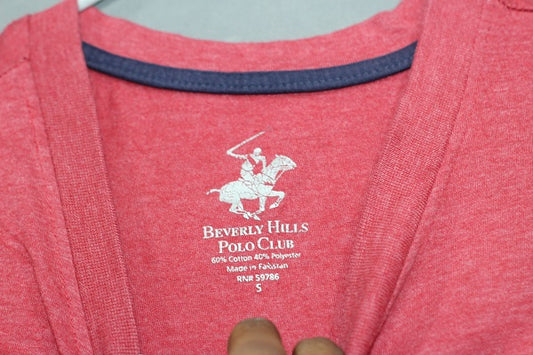 BEVERLY HILLS
POLO CLUB
60% Cotton 40% Polyester
Made in Pakistan
RN# 59786
S